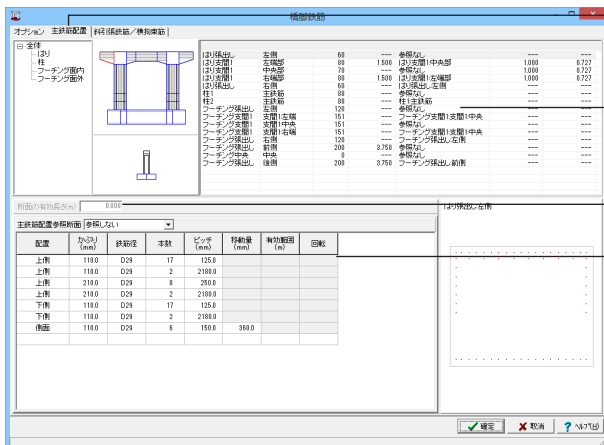 橋脚鉄筋
オプション 主鉄筋配置 斜引張鉄筋／横拘束筋
全体
はり
柱
フーチング面内
フーチング面外
はり張出し 左側 60 --- 参照なし --- ---
はり支間1 左端部 80 1.500 はり支間1:中央部 1.000 0.727
はり支間1 中央部 70 --- 参照なし --- ---
はり支間1 右端部 80 1.500 はり支間1:左端部 1.000 0.727
はり張出し 右側 60 --- はり張出し:左側 --- ---
柱1 主鉄筋 88 --- 参照なし --- ---
柱2 主鉄筋 88 --- 柱1:主鉄筋 --- ---
フーチング張出し 左側 120 --- 参照なし --- ---
フーチング支間1 支間1:左端 151 --- フーチング支間1:支間1:中央 --- ---
フーチング支間1 支間1:中央 151 --- 参照なし --- ---
フーチング支間1 支間1:右端 151 --- フーチング支間1:支間1:中央 --- ---
フーチング張出し 右側 120 --- フーチング張出し:左側 --- ---
フーチング張出し 前側 200 3.750 参照なし --- ---
フーチング中央 中央 0 --- 参照なし --- ---
フーチング張出し 後側 200 3.750 フーチング張出し:前側 --- ---
断面の有効長さ(m) 0.000
はり張出し:左側
主鉄筋配置参照断面 参照しない
配置 かぶり(mm) 鉄筋径 本数 ピッチ(mm) 移動量(mm) 有効範囲(m) 回転
上側 110.0 D29 17 125.0
上側 110.0 D29 2 2180.0
上側 210.0 D29 8 250.0
上側 210.0 D29 2 2180.0
下側 110.0 D29 17 125.0
下側 110.0 D29 2 2180.0
側面 110.0 D29 6 150.0 360.0
確定 取消 ? ヘルプ(H)